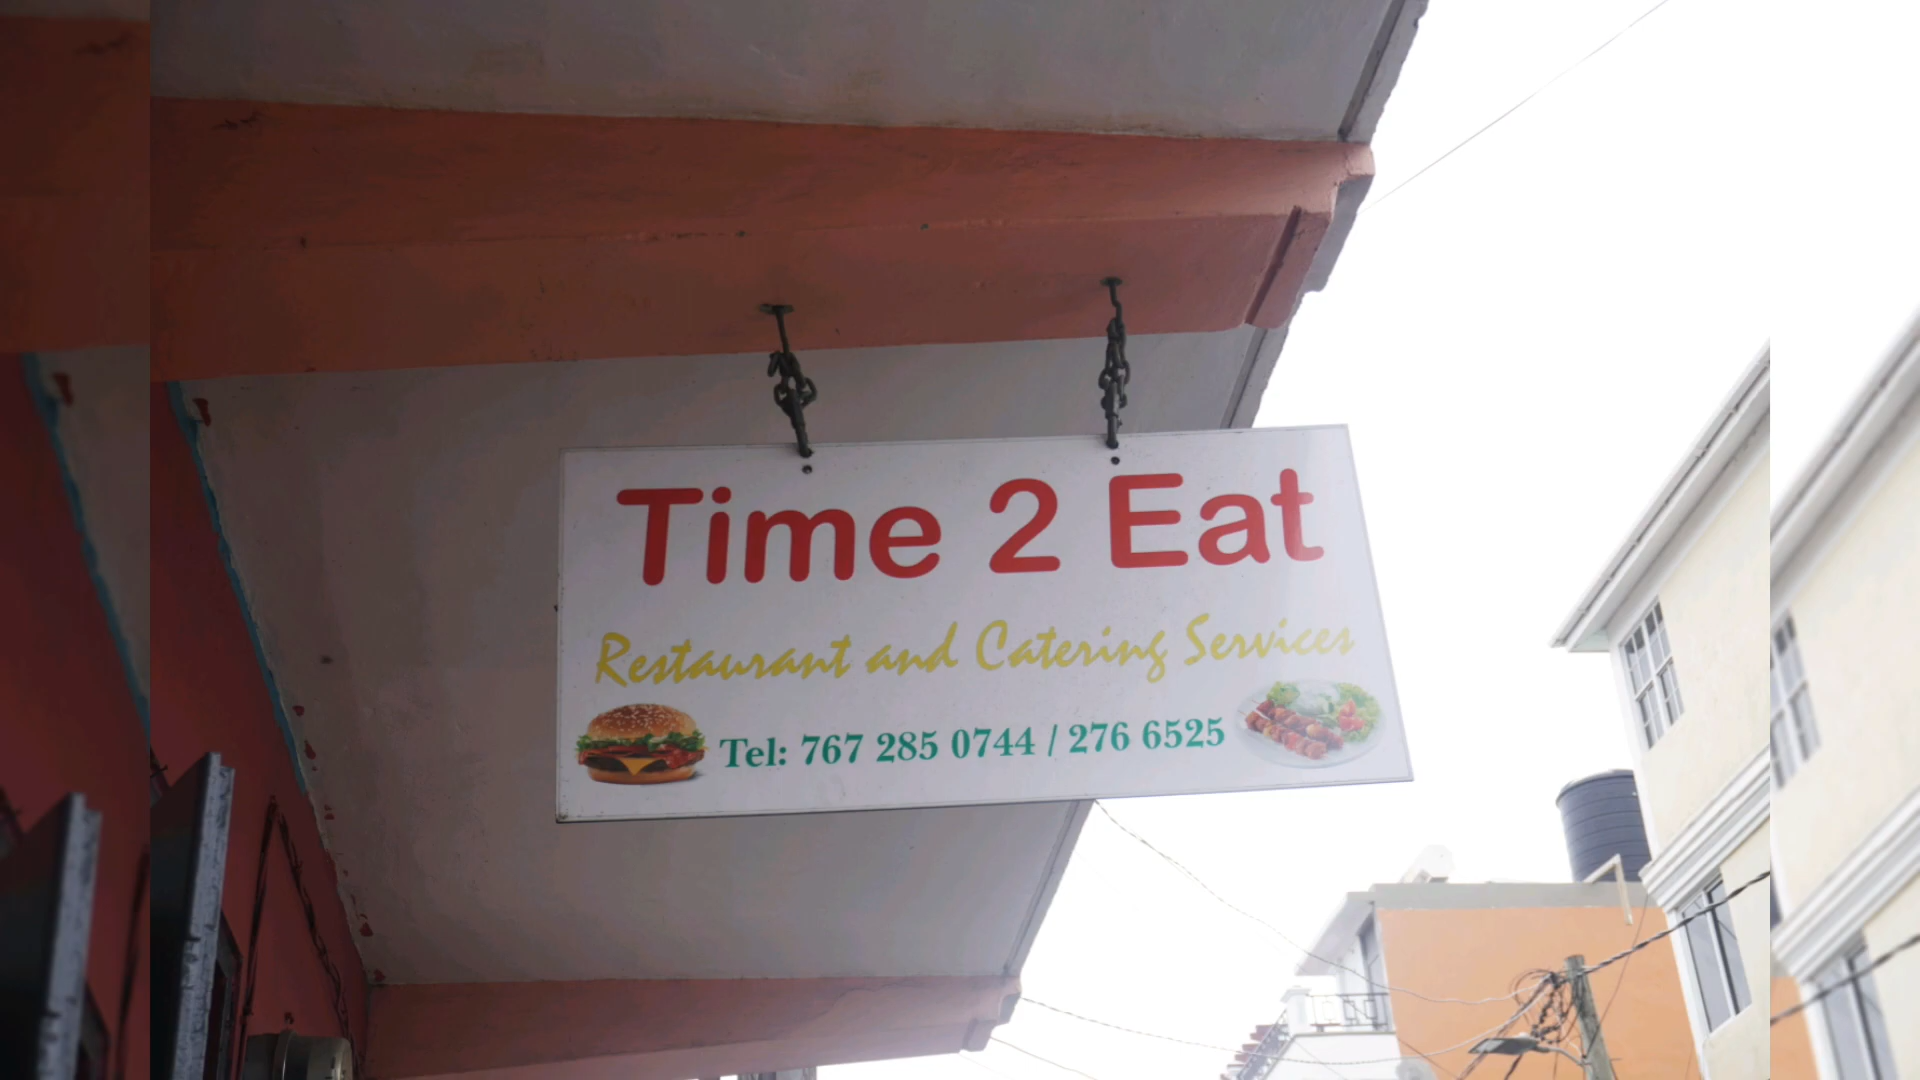 Time 2 Eat
Restaurant and Catering Services
Tel: 767 285 0744 / 276 6525